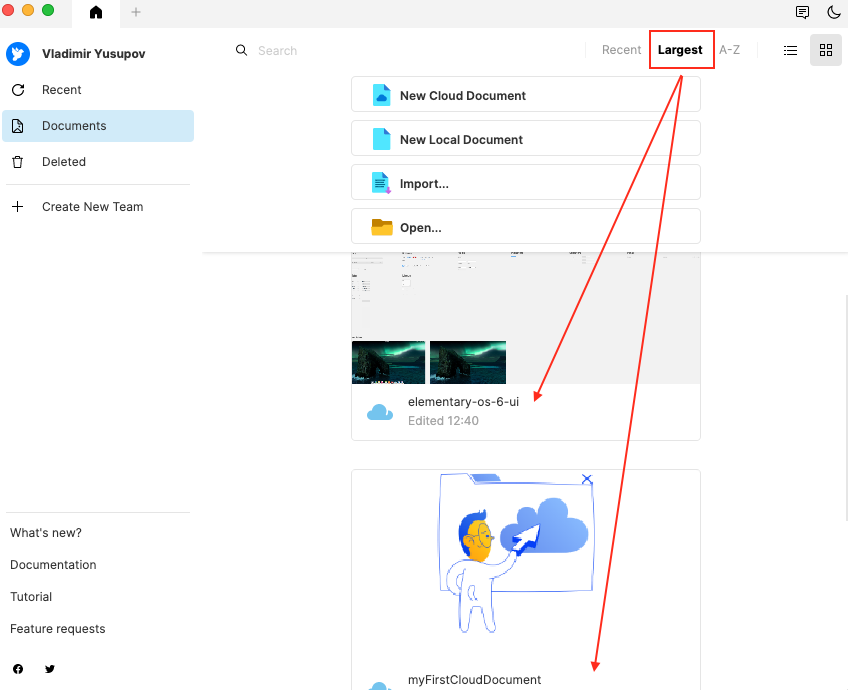 Vladimir Yusupov
Search
Recent
Largest
A-Z
Recent
Documents
Deleted
Create New Team
New Cloud Document
New Local Document
Import...
Open...
elementary-os-6-ui
Edited 12:40
myFirstCloudDocument
What's new?
Documentation
Tutorial
Feature requests